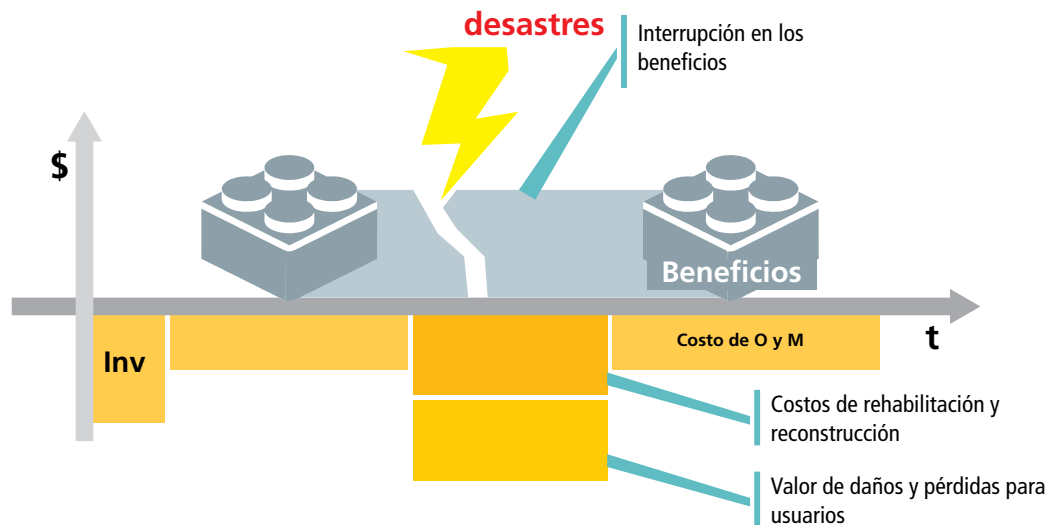 desastres
Interrupción en los
beneficios
$
Beneficios
t
Inv
Costo de O y M
Costos de rehabilitación y
reconstrucción
Valor de daños y pérdidas para
usuarios